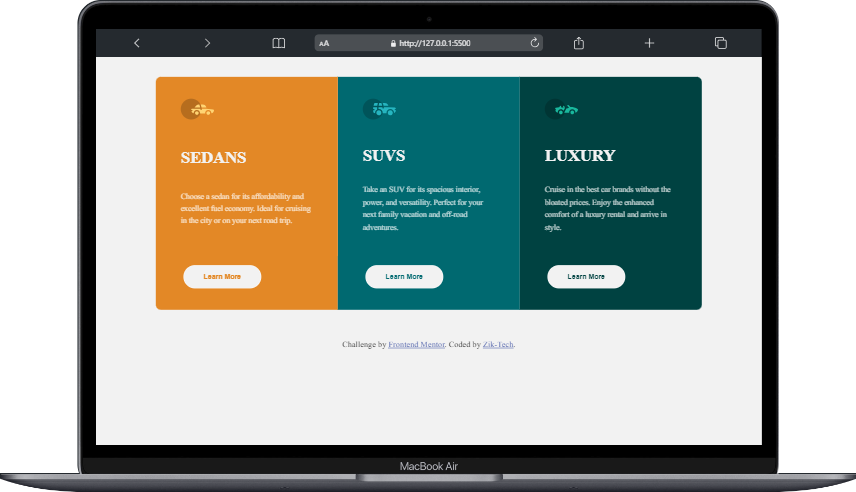 AA
http://127.0.0.1:5500
SEDANS
Choose a sedan for its affordability and
excellent fuel economy. Ideal for cruising
in the city or on your next road trip.
Learn More
SUVS
Take an SUV for its spacious interior,
power, and versatility. Perfect for your
next family vacation and off-road
adventures.
Learn More
LUXURY
Cruise in the best car brands without the
bloated prices. Enjoy the enhanced
comfort of a luxury rental and arrive in
style.
Learn More
Challenge by Frontend Mentor. Coded by Zik-Tech.
MacBook Air